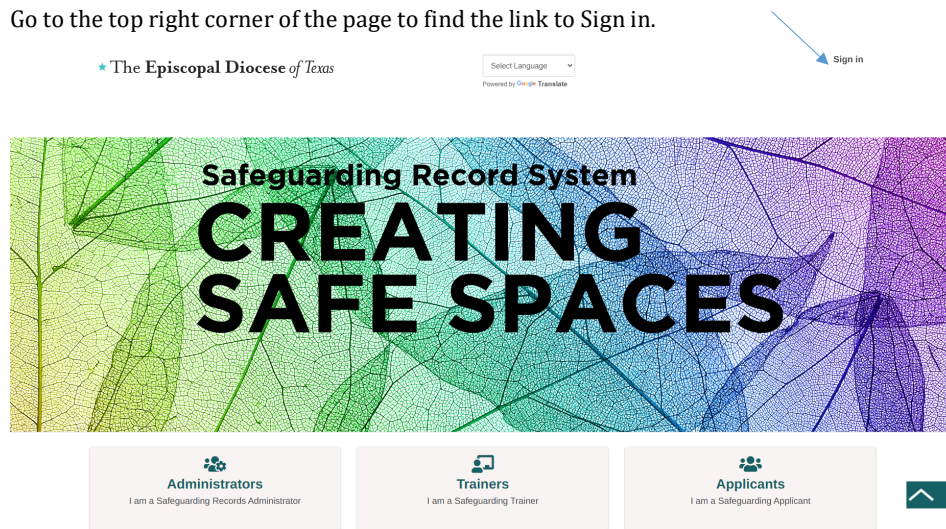 Go to the top right corner of the page to find the link to Sign in.
The Episcopal Diocese of Texas
Select Language
Sign in
Powered by Google Translate
Safeguarding Record System
CREATING
SAFE SPACES
Administrators
I am a Safeguarding Records Administrator
Trainers
I am a Safeguarding Trainer
Applicants
I am a Safeguarding Applicant